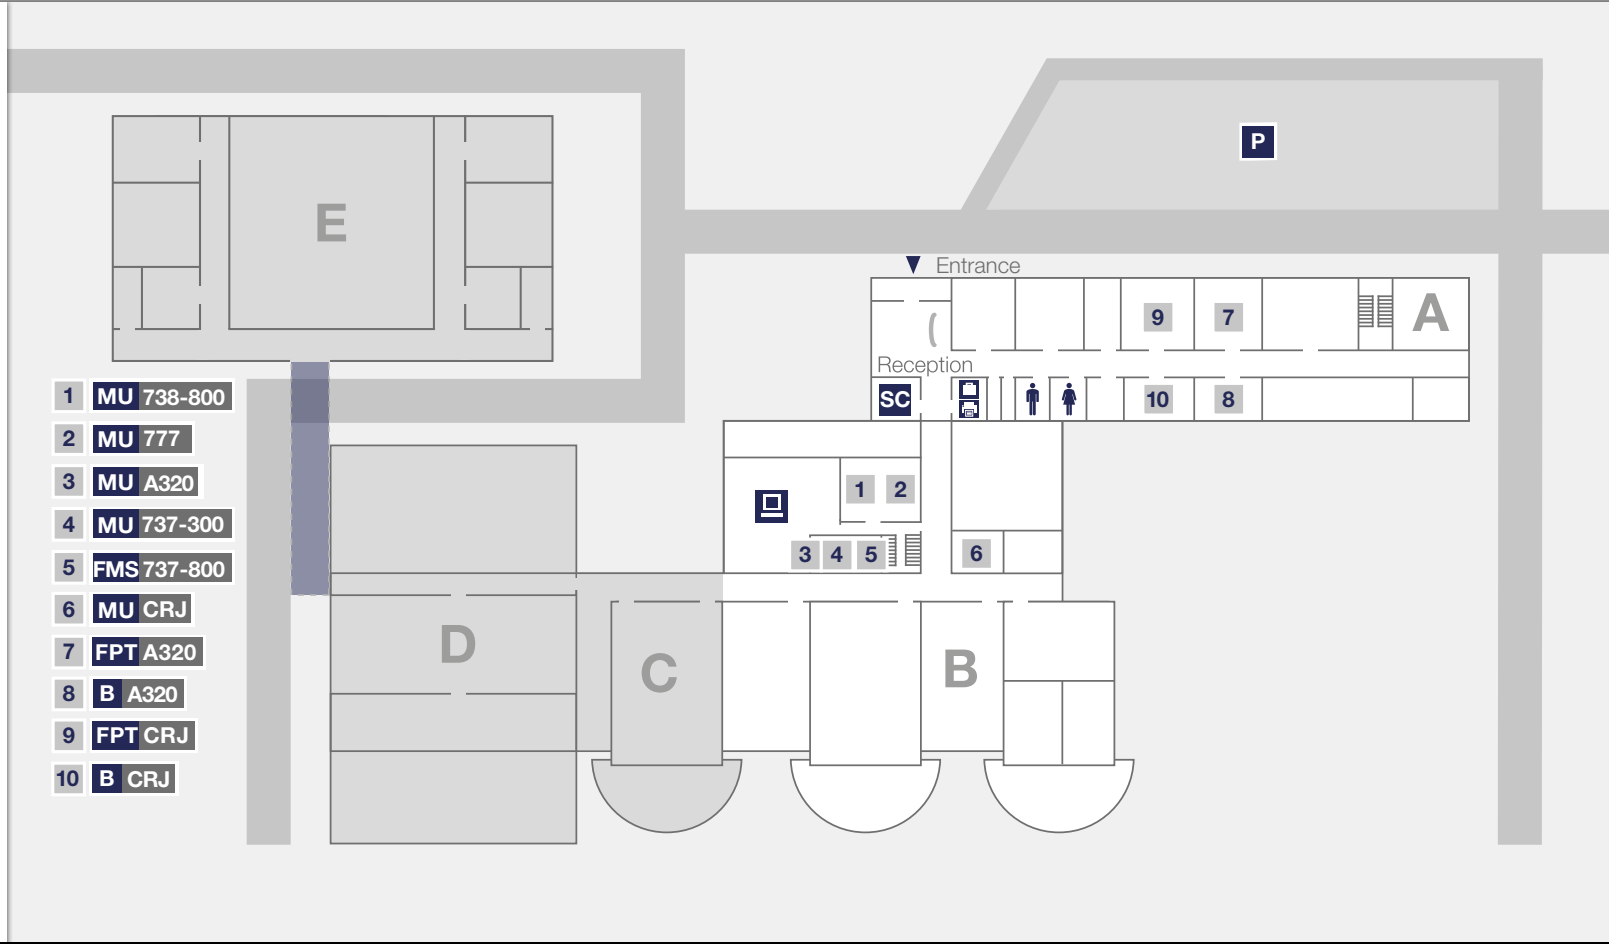 P
E
Entrance
9 7 A
Reception
SC 10 8
1 MU 738-800
2 MU 777
3 MU A320
4 MU 737-300
5 FMS 737-800
6 MU CRJ
7 FPT A320
8 B A320
9 FPT CRJ
10 B CRJ
1 2
3 4 5 6
D C B